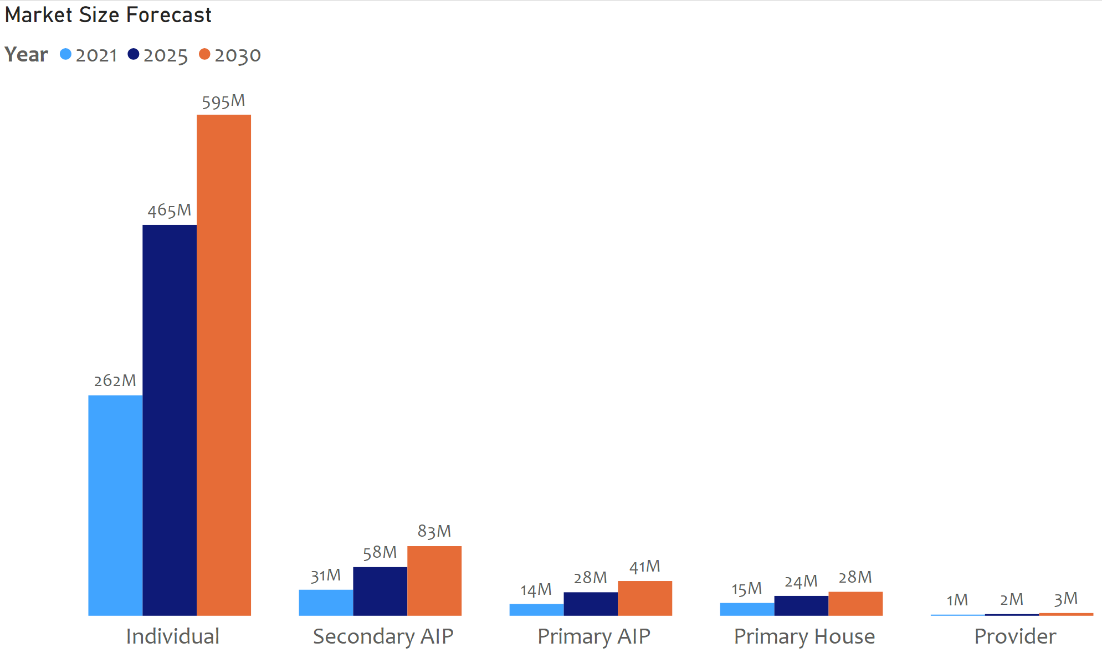 Market Size Forecast
Year 2021 2025 2030
595M
465M
262M
83M
58M
31M
41M
28M
14M
28M
24M
15M
3M
2M
1M
Individual Secondary AIP Primary AIP Primary House Provider